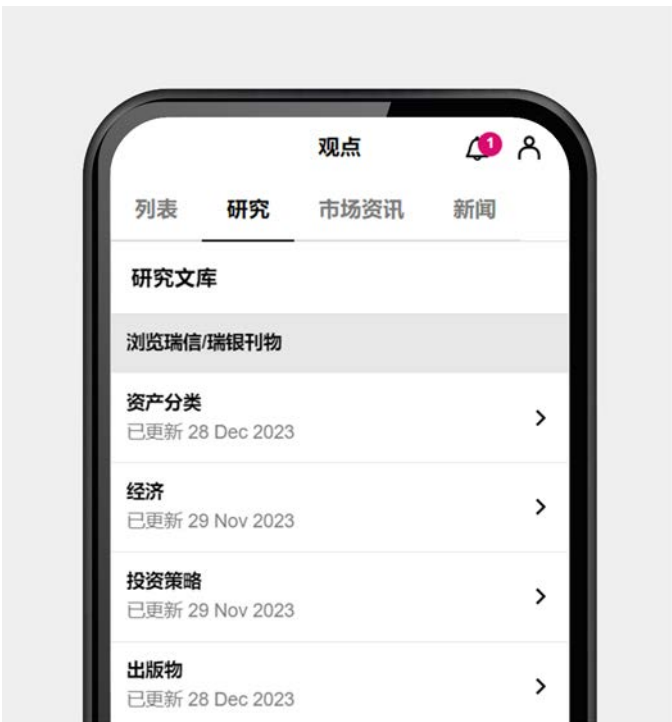 观点
1
列表 研究 市场资讯 新闻
研究文库
浏览瑞信/瑞银刊物
资产分类
已更新 28 Dec 2023
经济
已更新 29 Nov 2023
投资策略
已更新 29 Nov 2023
出版物
已更新 28 Dec 2023